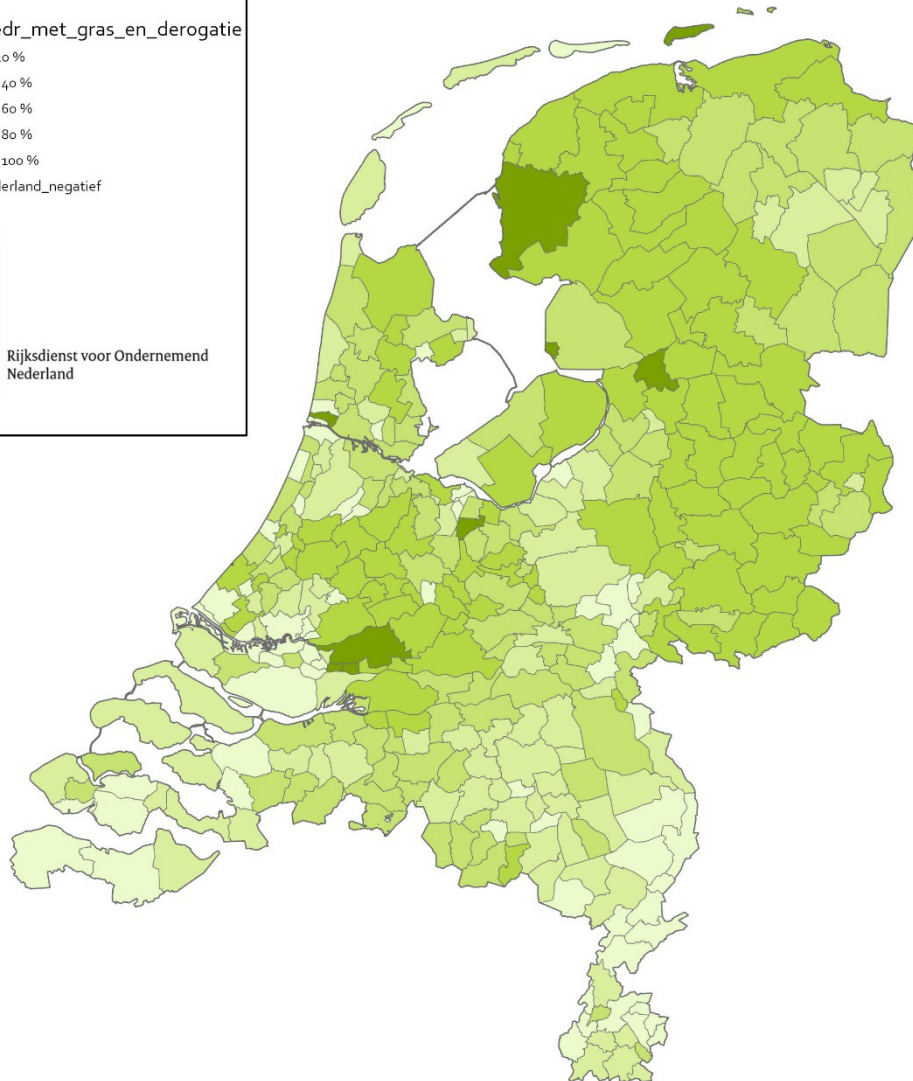 edr_met_gras_en_derogatie
0 %
40 %
60 %
80 %
100 %
lerland_negatief
Rijksdienst voor Ondernemend
Nederland